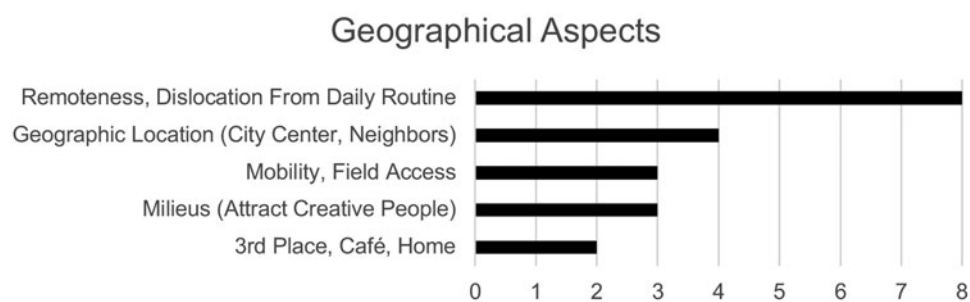 Geographical Aspects
Remoteness, Dislocation From Daily Routine
Geographic Location (City Center, Neighbors)
Mobility, Field Access
Milieus (Attract Creative People)
3rd Place, Café, Home
0 1 2 3 4 5 6 7 8